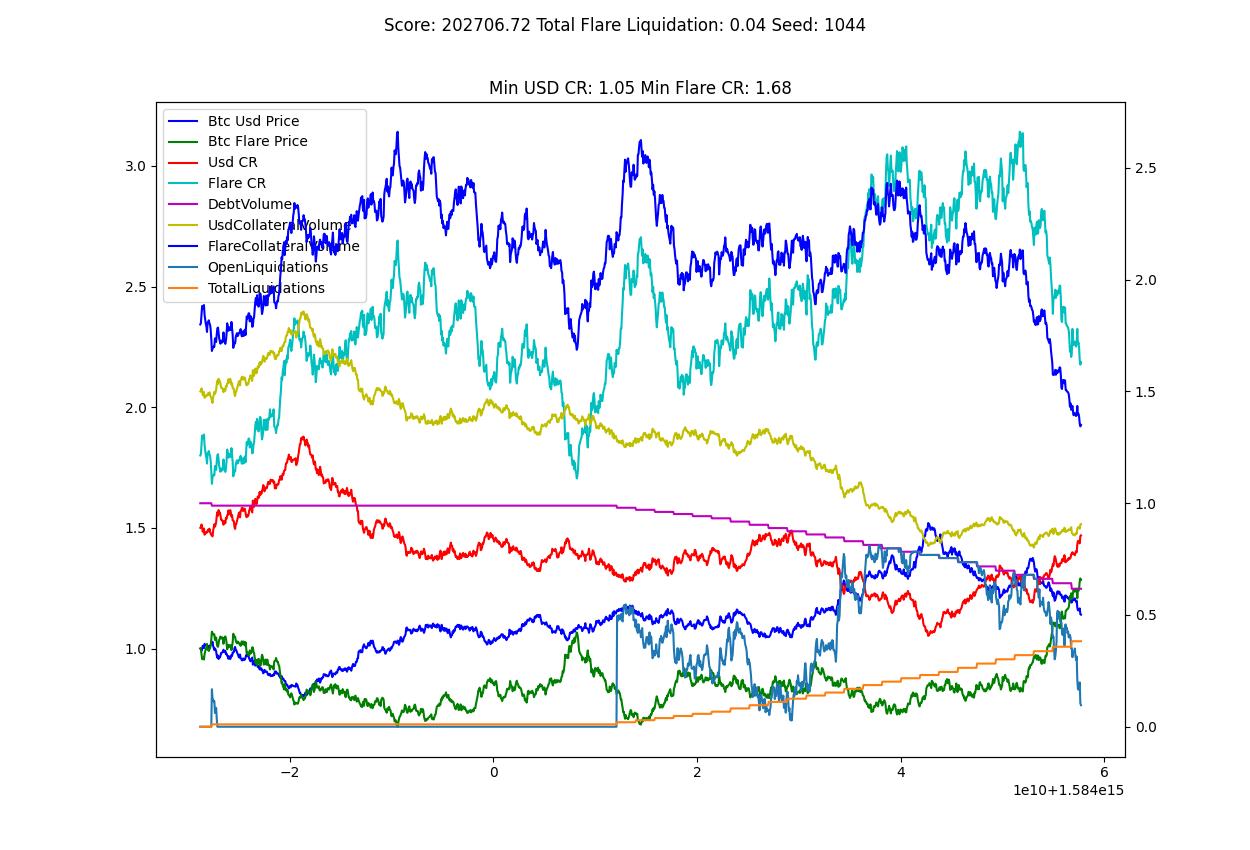 Score: 202706.72 Total Flare Liquidation: 0.04 Seed: 1044
Min USD CR: 1.05 Min Flare CR: 1.68
Btc Usd Price
Btc Flare Price
Usd CR
Flare CR
DebtVolume
UsdCollateralVolume
FlareCollateralVolume
OpenLiquidations
TotalLiquidations
3.0
2.5
2.0
1.5
1.0
2.5
2.0
1.5
1.0
0.5
0.0
−2 0 2 4 6
1e10+1.584e15